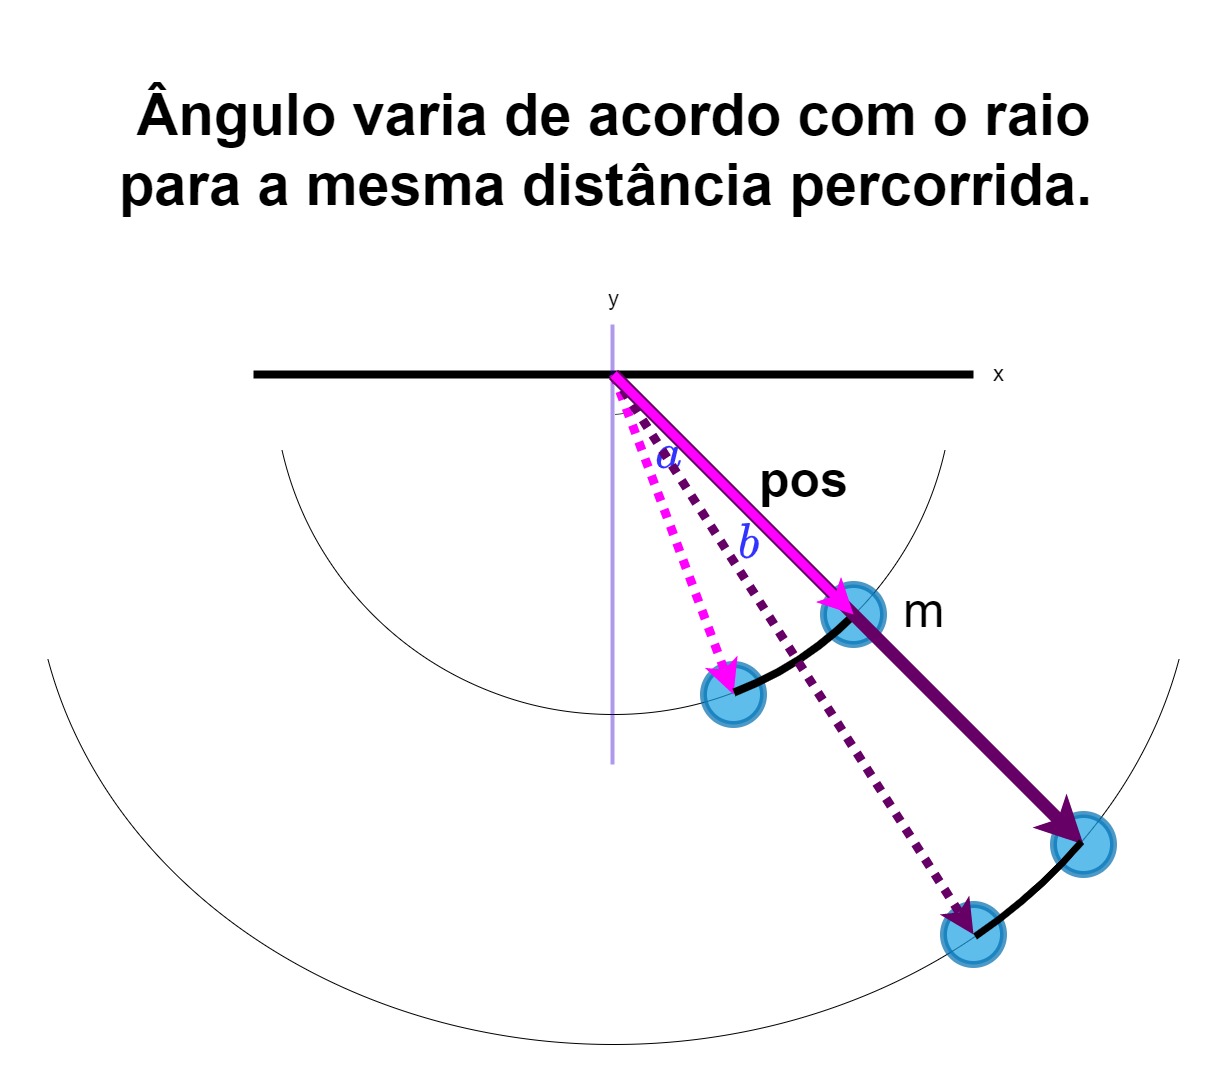 Ângulo varia de acordo com o raio
para a mesma distância percorrida.
y
x
a
pos
b
m